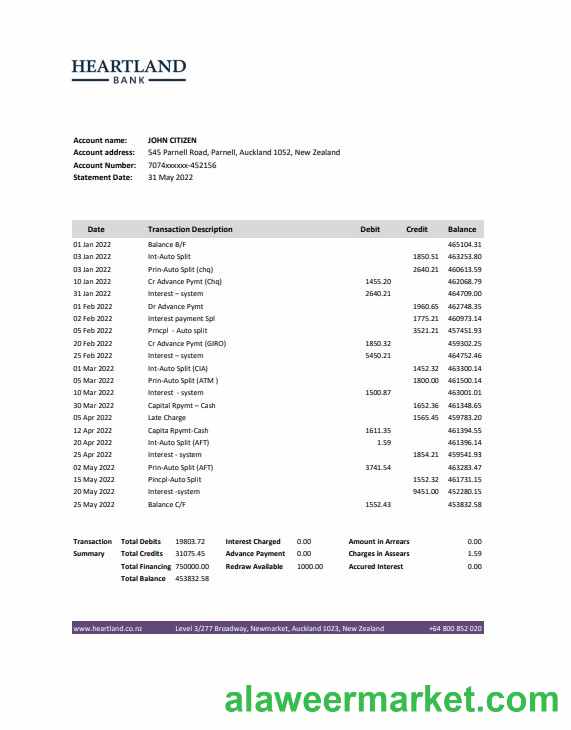 HEARTLAND
BANK
Account name: JOHN CITIZEN
Account address: 545 Parnell Road, Parnell, Auckland 1052, New Zealand
Account Number: 7074xxxxxx-452156
Statement Date: 31 May 2022
Date Transaction Description Debit Credit Balance
01 Jan 2022 Balance B/F 465104.31
03 Jan 2022 Int-Auto Split 1850.51 463253.80
03 Jan 2022 Prin-Auto Split (chq) 2640.21 460613.59
10 Jan 2022 Cr Advance Pymt (Chq) 1455.20 462068.79
31 Jan 2022 Interest – system 2640.21 464709.00
01 Feb 2022 Dr Advance Pymt 1960.65 462748.35
02 Feb 2022 Interest payment Spl 1775.21 460973.14
05 Feb 2022 Prncpl - Auto split 3521.21 457451.93
20 Feb 2022 Cr Advance Pymt (GIRO) 1850.32 459302.25
25 Feb 2022 Interest – system 5450.21 464752.46
01 Mar 2022 Int-Auto Split (CIA) 1452.32 463300.14
05 Mar 2022 Prin-Auto Split (ATM ) 1800.00 461500.14
10 Mar 2022 Interest - system 1500.87 463001.01
30 Mar 2022 Capital Rpymt – Cash 1652.36 461348.65
05 Apr 2022 Late Charge 1565.45 459783.20
12 Apr 2022 Capita Rpymt-Cash 1611.35 461394.55
20 Apr 2022 Int-Auto Split (AFT) 1.59 461396.14
25 Apr 2022 Interest - system 1854.21 459541.93
02 May 2022 Prin-Auto Split (AFT) 3741.54 463283.47
15 May 2022 Pincpl-Auto Split 1552.32 461731.15
20 May 2022 Interest -system 9451.00 452280.15
25 May 2022 Balance C/F 1552.43 453832.58
Transaction Total Debits 19803.72 Interest Charged 0.00 Amount in Arrears 0.00
Summary Total Credits 31075.45 Advance Payment 0.00 Charges in Assears 1.59
Total Financing 750000.00 Redraw Available 1000.00 Accured Interest 0.00
Total Balance 453832.58
www.heartland.co.nz Level 3/277 Broadway, Newmarket, Auckland 1023, New Zealand +64 800 852 020
alaweermarket.com